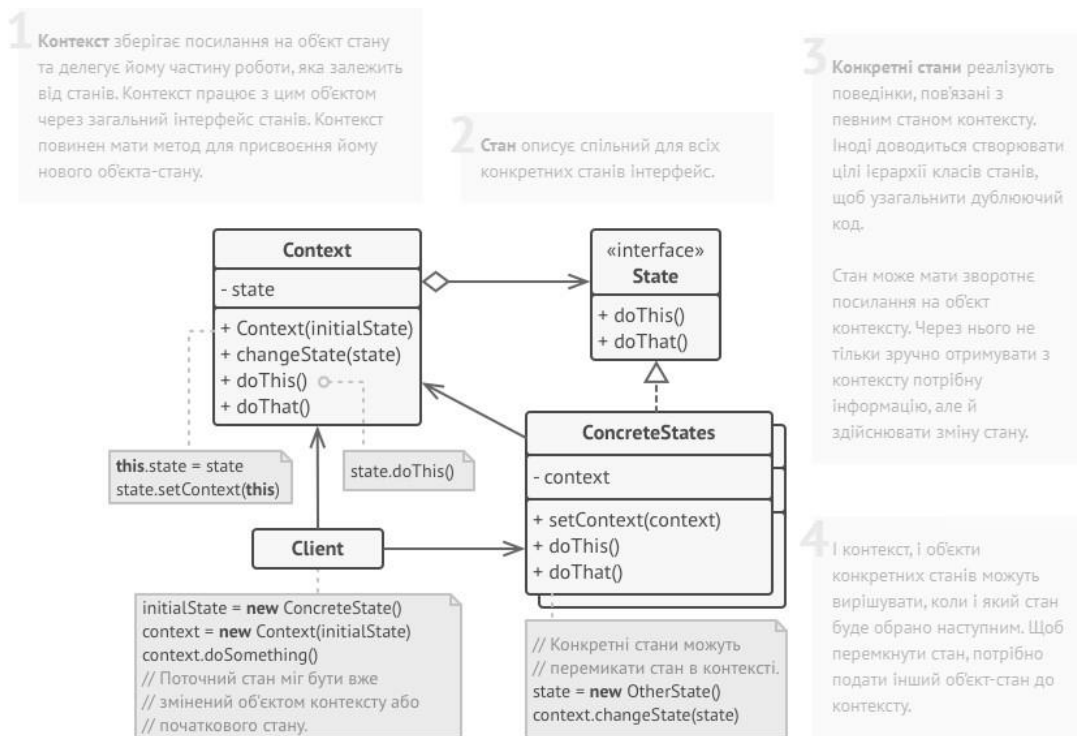 1
Контекст зберігає посилання на об'єкт стану
та делегує йому частину роботи, яка залежить
від станів. Контекст працює з цим об'єктом
через загальний інтерфейс станів. Контекст
повинен мати метод для присвоєння йому
нового об'єкта-стану.
2
Стан описує спільний для всіх
конкретних станів інтерфейс.
3
Конкретні стани реалізують
поведінки, пов'язані з
певним станом контексту.
Іноді доводиться створювати
цілі ієрархії класів станів,
щоб узагальнити дублюючий
код.
Стан може мати зворотнє
посилання на об'єкт
контексту. Через нього не
тільки зручно отримувати з
контексту потрібну
інформацію, але й
здійснювати зміну стану.
Context
- state
+ Context(initialState)
+ changeState(state)
+ doThis()
+ doThat()
«interface»
State
+ doThis()
+ doThat()
this.state = state
state.setContext(this)
state.doThis()
ConcreteStates
- context
+ setContext(context)
+ doThis()
+ doThat()
Client
initialState = new ConcreteState()
context = new Context(initialState)
context.doSomething()
// Поточний стан міг бути вже
// змінений об'єктом контексту або
// початкового стану.
// Конкретні стани можуть
// перемикати стан в контексті.
state = new OtherState()
context.changeState(state)
4
І контекст, і об'єкти
конкретних станів можуть
вирішувати, коли і який стан
буде обрано наступним. Щоб
перемкнути стан, потрібно
подати інший об'єкт-стан до
контексту.